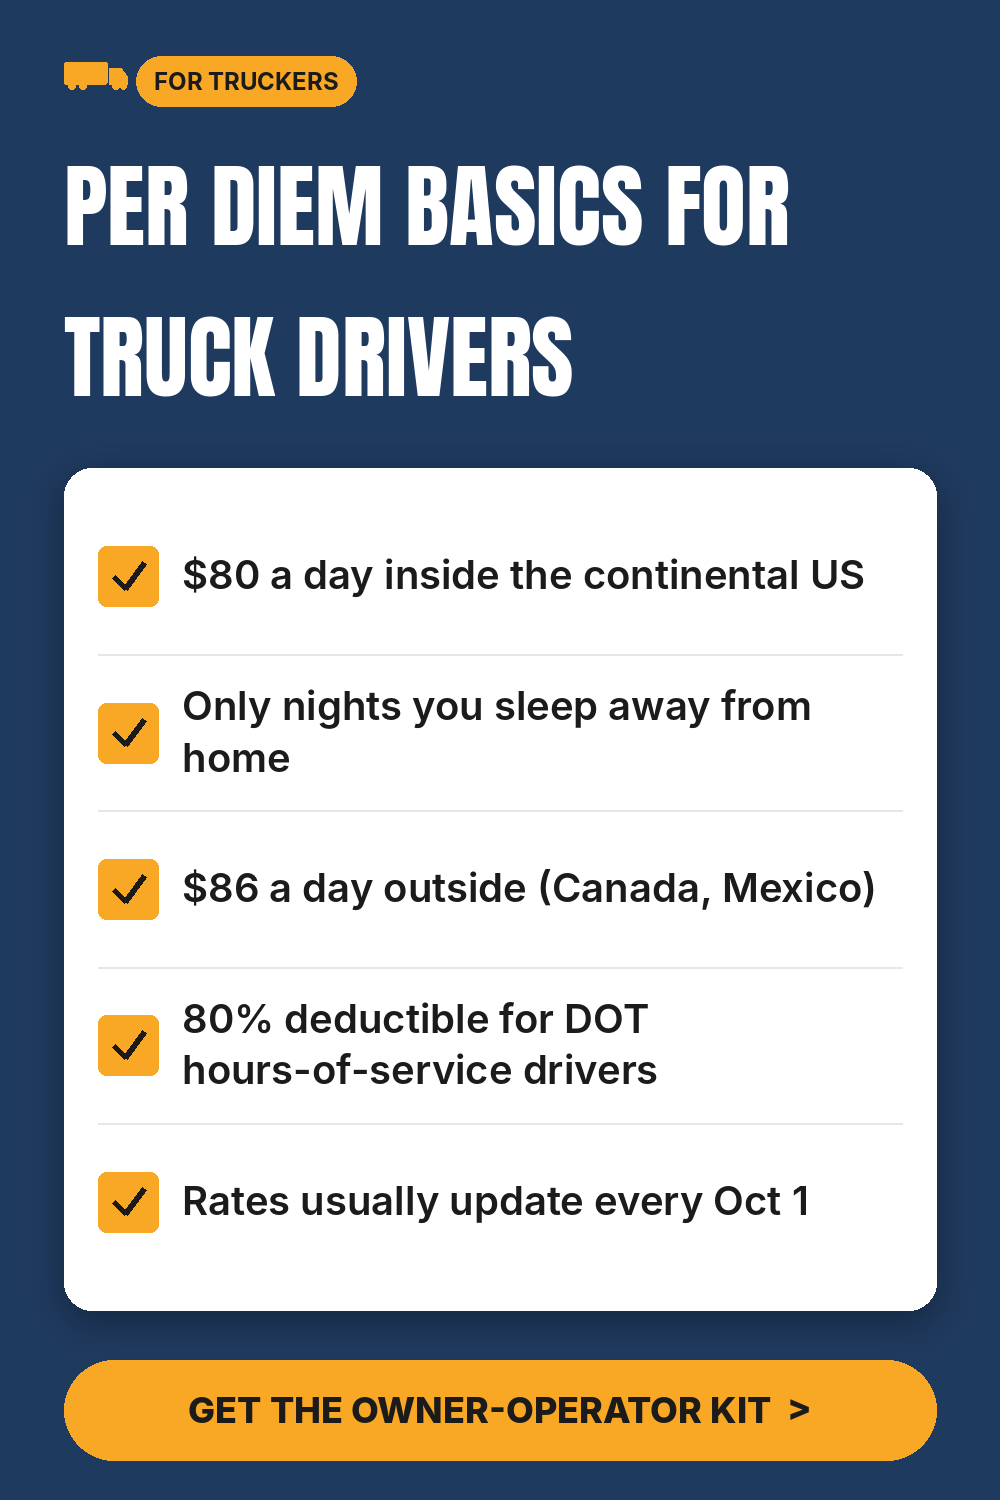 FOR TRUCKERS
PER DIEM BASICS FOR
TRUCK DRIVERS
$80 a day inside the continental US
Only nights you sleep away from
home
$86 a day outside (Canada, Mexico)
80% deductible for DOT
hours-of-service drivers
Rates usually update every Oct 1
GET THE OWNER-OPERATOR KIT >